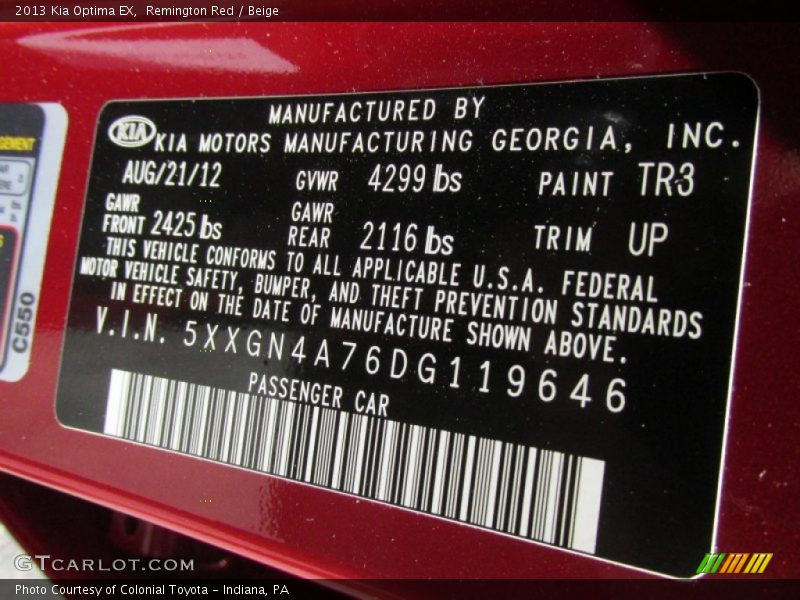 2013 Kia Optima EX, Remington Red / Beige
MANUFACTURED BY
KIA KIA MOTORS MANUFACTURING GEORGIA, INC.
AUG/21/12 GVWR 4299 lbs PAINT TR3
GAWR FRONT 2425 lbs GAWR REAR 2116 lbs TRIM UP
THIS VEHICLE CONFORMS TO ALL APPLICABLE U.S.A. FEDERAL
MOTOR VEHICLE SAFETY, BUMPER, AND THEFT PREVENTION STANDARDS
IN EFFECT ON THE DATE OF MANUFACTURE SHOWN ABOVE.
V.I.N. 5XXGN4A76DG119646
PASSENGER CAR
C550
GTCARLOT.COM
Photo Courtesy of Colonial Toyota - Indiana, PA